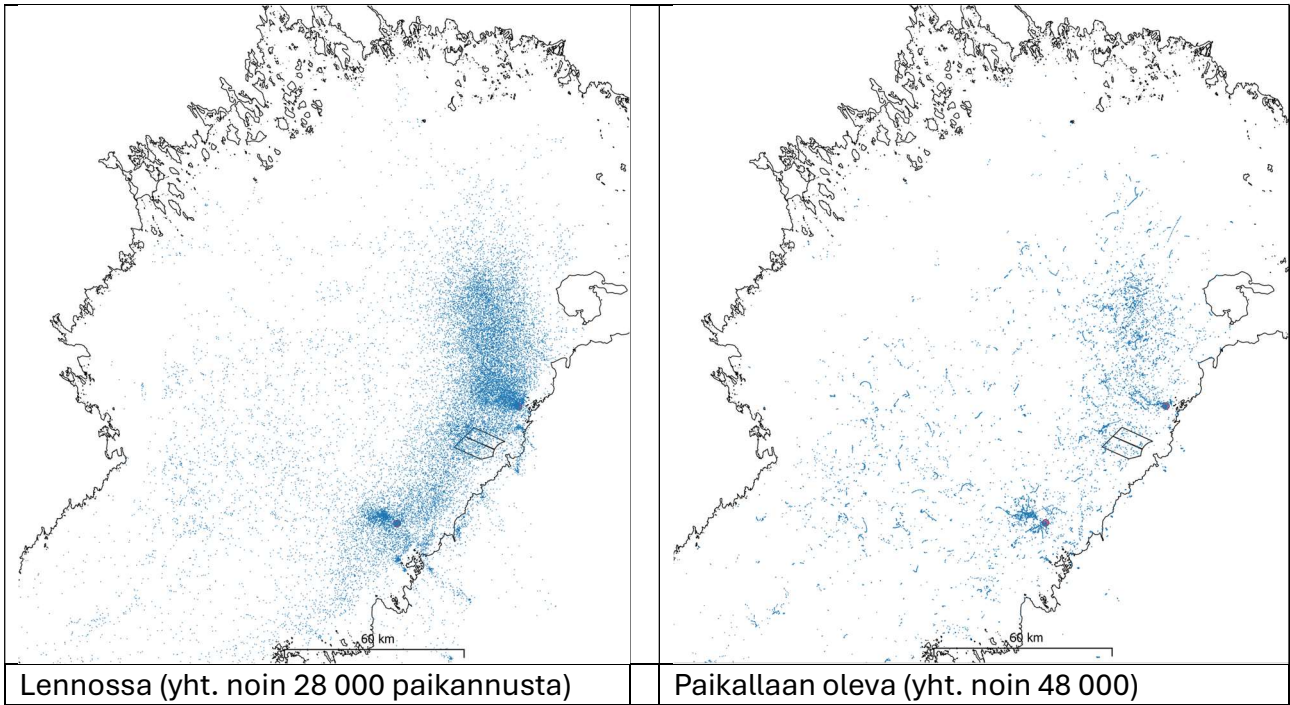 60 km
60 km
Lennossa (yht. noin 28 000 paikannusta)
Paikallaan oleva (yht. noin 48 000)